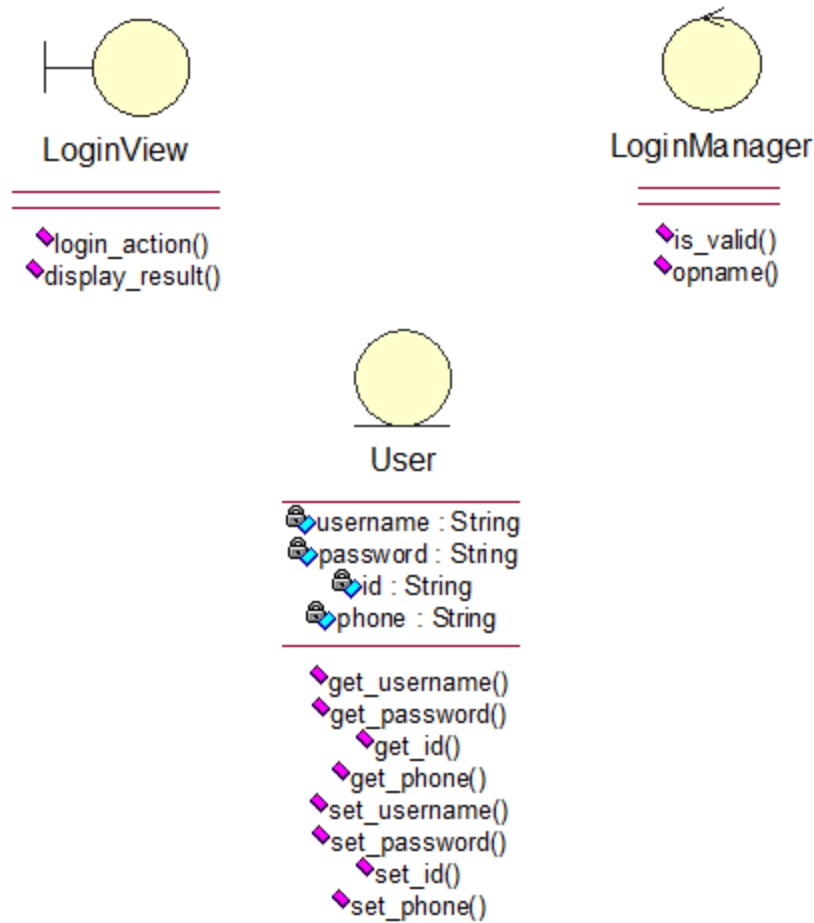 LoginView
login_action()
display_result()
LoginManager
is_valid()
opname()
User
username : String
password : String
id : String
phone : String
get_username()
get_password()
get_id()
get_phone()
set_username()
set_password()
set_id()
set_phone()